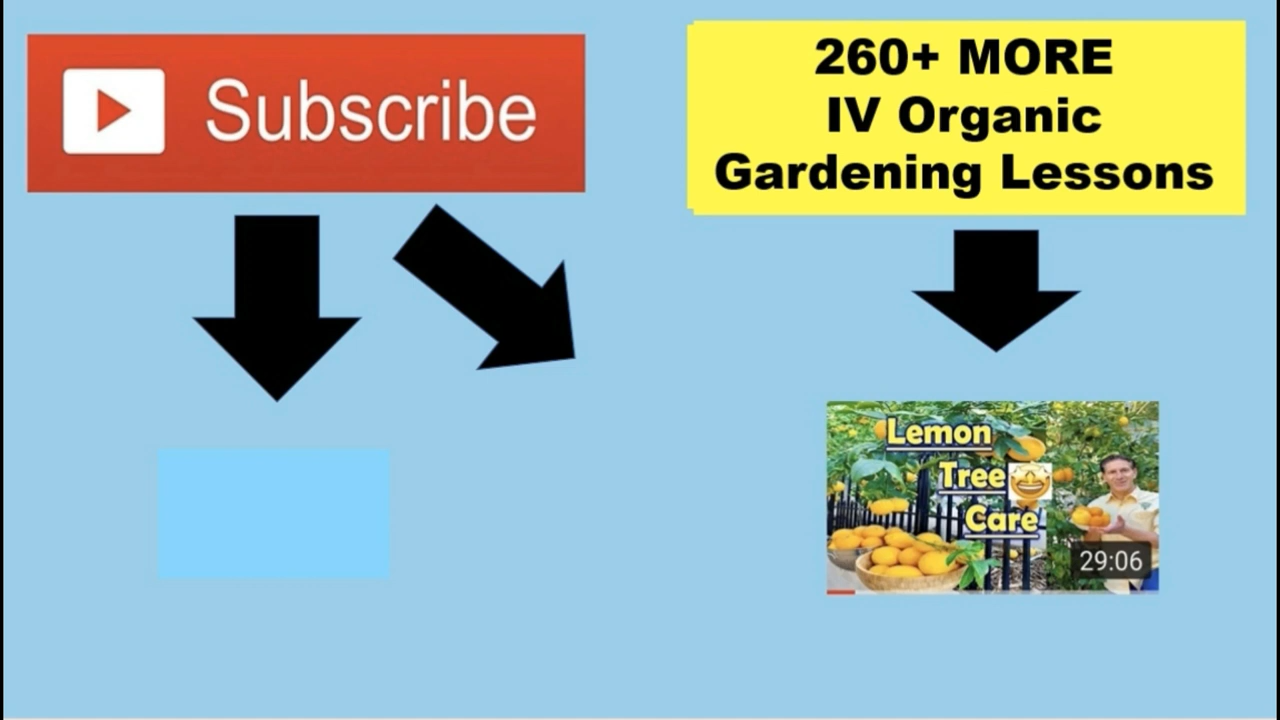 Subscribe
260+ MORE
IV Organic
Gardening Lessons
Lemon
Tree
Care
29:06